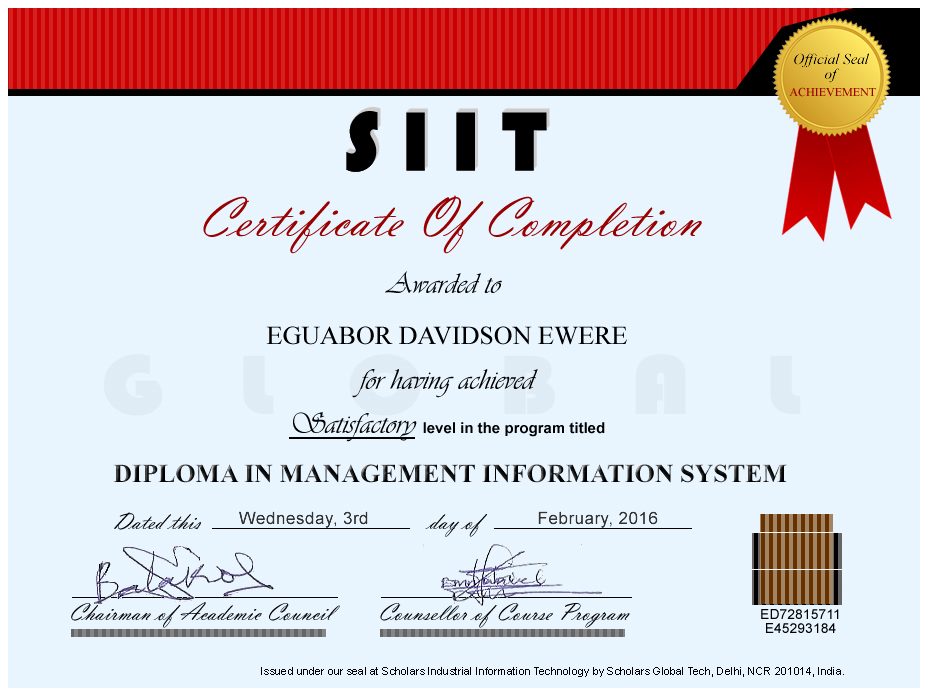 Official Seal
of
ACHIEVEMENT
SIIT
Certificate Of Completion
Awarded to
EGUABOR DAVIDSON EWERE
GLOBAL
for having achieved
Satisfactory level in the program titled
DIPLOMA IN MANAGEMENT INFORMATION SYSTEM
Dated this Wednesday, 3rd day of February, 2016
Chairman of Academic Council
Counsellor of Course Program
ED72815711
E45293184
Issued under our seal at Scholars Industrial Information Technology by Scholars Global Tech, Delhi, NCR 201014, India.